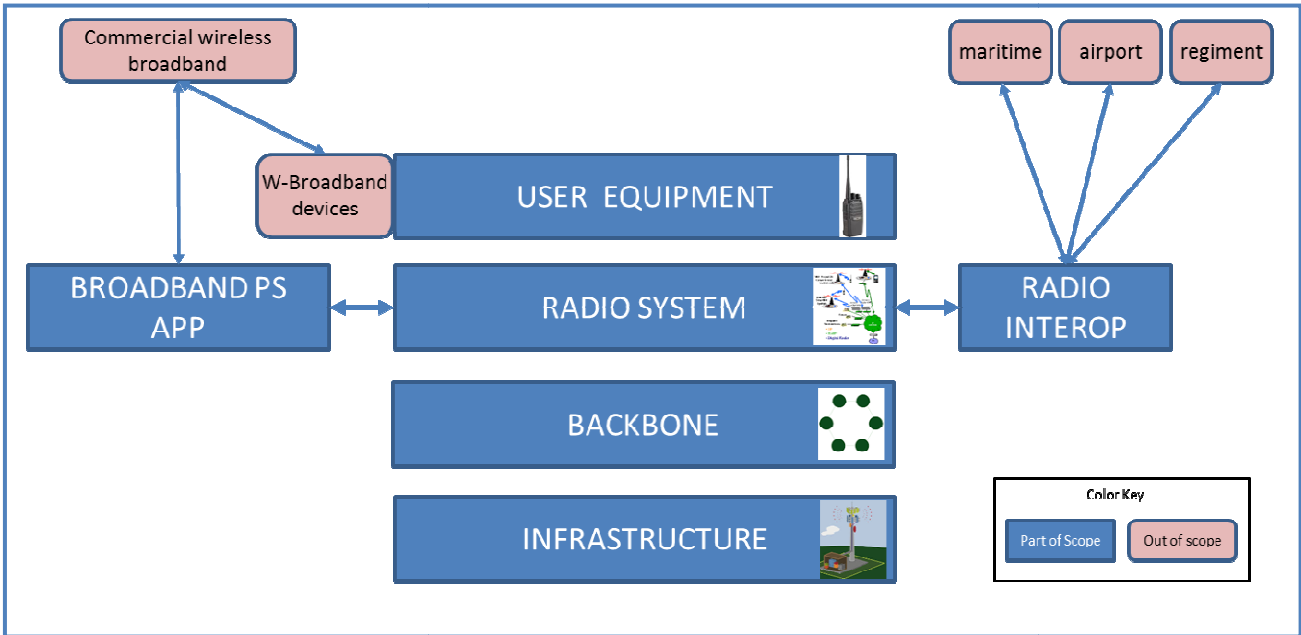 Commercial wireless
broadband
maritime
airport
regiment
W-Broadband
devices
USER EQUIPMENT
BROADBAND PS
APP
RADIO SYSTEM
RADIO
INTEROP
BACKBONE
INFRASTRUCTURE
Color Key
Part of Scope
Out of scope